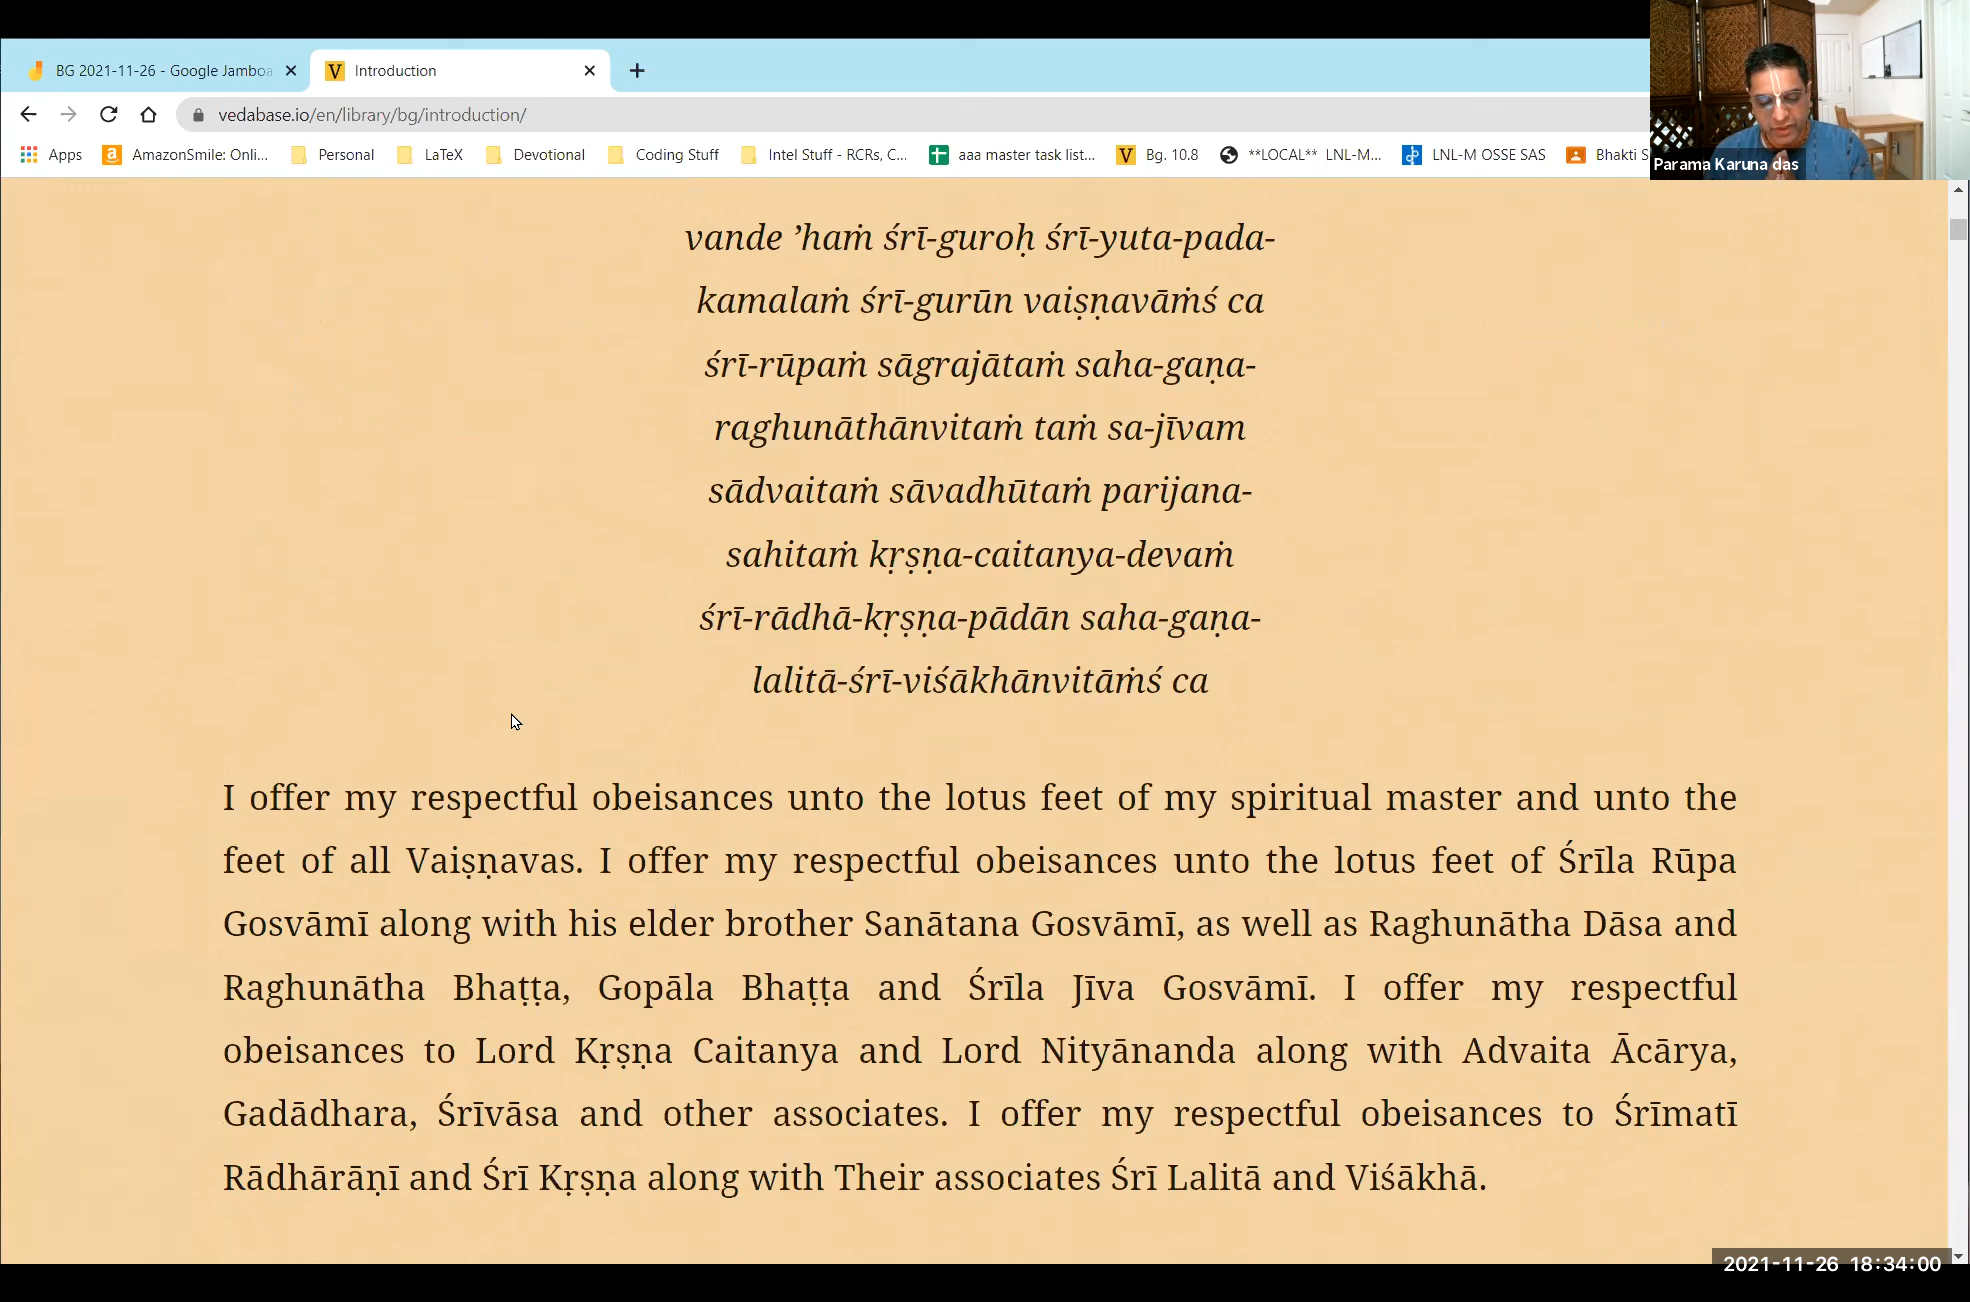 BG 2021-11-26 - Google Jamboa
Introduction
vedabase.io/en/library/bg/introduction/
Apps
AmazonSmile: Onli...
Personal
LaTeX
Devotional
Coding Stuff
Intel Stuff - RCRs, C...
aaa master task list...
Bg. 10.8
**LOCAL** LNL-M...
LNL-M OSSE SAS
Bhakti S
Parama Karuna das
vande ’haṁ śrī-guroḥ śrī-yuta-pada-
kamalaṁ śrī-gurūn vaiṣṇavāṁś ca
śrī-rūpaṁ sāgrajātaṁ saha-gaṇa-
raghunāthānvitaṁ taṁ sa-jīvam
sādvaitaṁ sāvadhūtaṁ parijana-
sahitaṁ kṛṣṇa-caitanya-devaṁ
śrī-rādhā-kṛṣṇa-pādān saha-gaṇa-
lalitā-śrī-viśākhānvitāṁś ca
I offer my respectful obeisances unto the lotus feet of my spiritual master and unto the
feet of all Vaiṣṇavas. I offer my respectful obeisances unto the lotus feet of Śrīla Rūpa
Gosvāmī along with his elder brother Sanātana Gosvāmī, as well as Raghunātha Dāsa and
Raghunātha Bhaṭṭa, Gopāla Bhaṭṭa and Śrīla Jīva Gosvāmī. I offer my respectful
obeisances to Lord Kṛṣṇa Caitanya and Lord Nityānanda along with Advaita Ācārya,
Gadādhara, Śrīvāsa and other associates. I offer my respectful obeisances to Śrīmatī
Rādhārāṇī and Śrī Kṛṣṇa along with Their associates Śrī Lalitā and Viśākhā.
2021-11-26 18:34:00